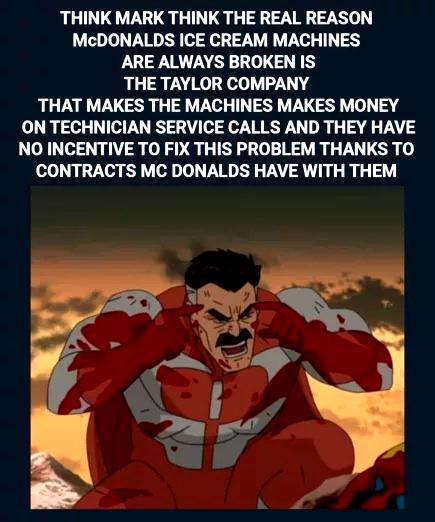 THINK MARK THINK THE REAL REASON
McDONALDS ICE CREAM MACHINES
ARE ALWAYS BROKEN IS
THE TAYLOR COMPANY
THAT MAKES THE MACHINES MAKES MONEY
ON TECHNICIAN SERVICE CALLS AND THEY HAVE
NO INCENTIVE TO FIX THIS PROBLEM THANKS TO
CONTRACTS MC DONALDS HAVE WITH THEM